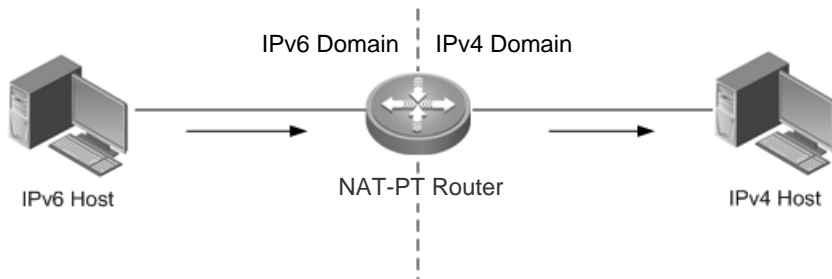 IPv6 Domain
IPv4 Domain
NAT-PT Router
IPv6 Host
IPv4 Host